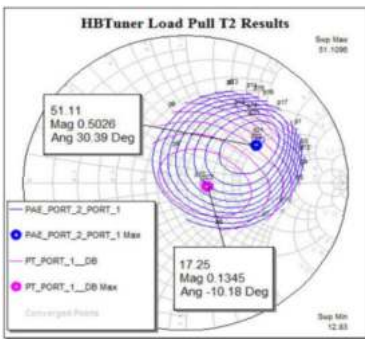 HBTuner Load Pull T2 Results
Swp Max
51.1096
51.11
Mag 0.5026
Ang 30.39 Deg
PAE_PORT_2_PORT_1
PAE_PORT_2_PORT_1 Max
PT_PORT_1__DB
PT_PORT_1__DB Max
Converged Points
17.25
Mag 0.1345
Ang -10.18 Deg
Swp Min
12.93